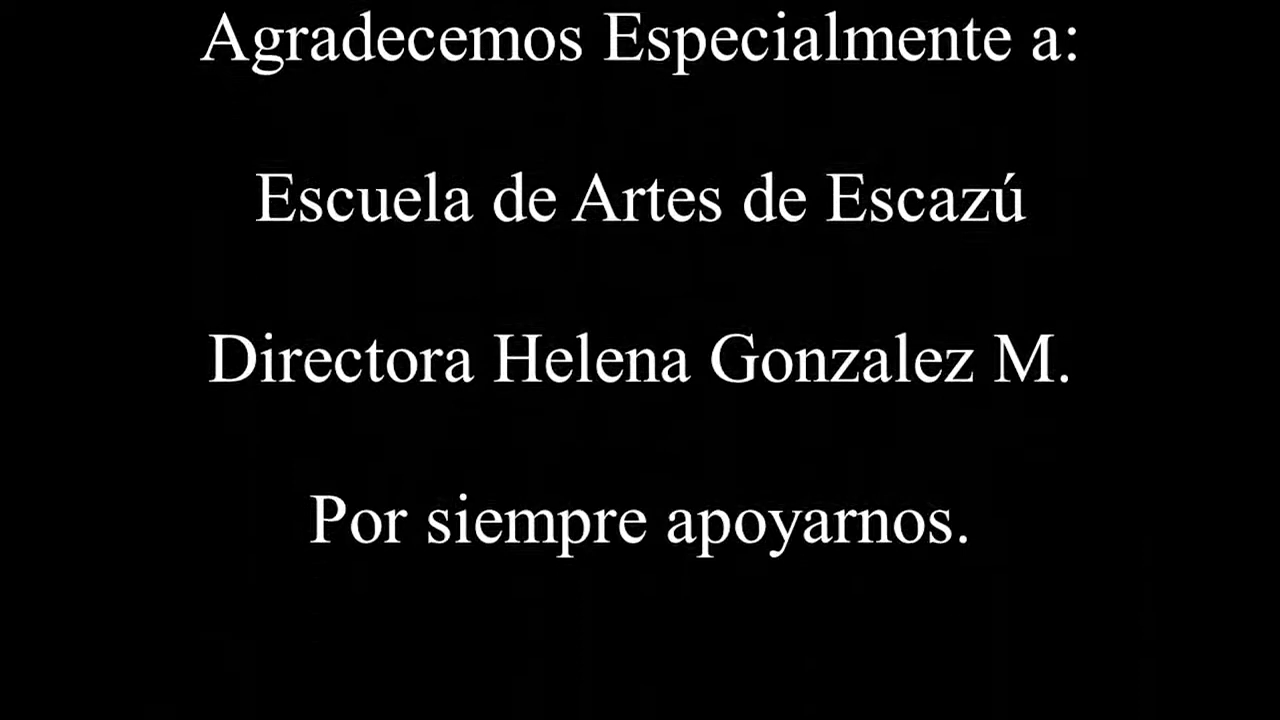 Agradecemos Especialmente a:
Escuela de Artes de Escazú
Directora Helena Gonzalez M.
Por siempre apoyarnos.